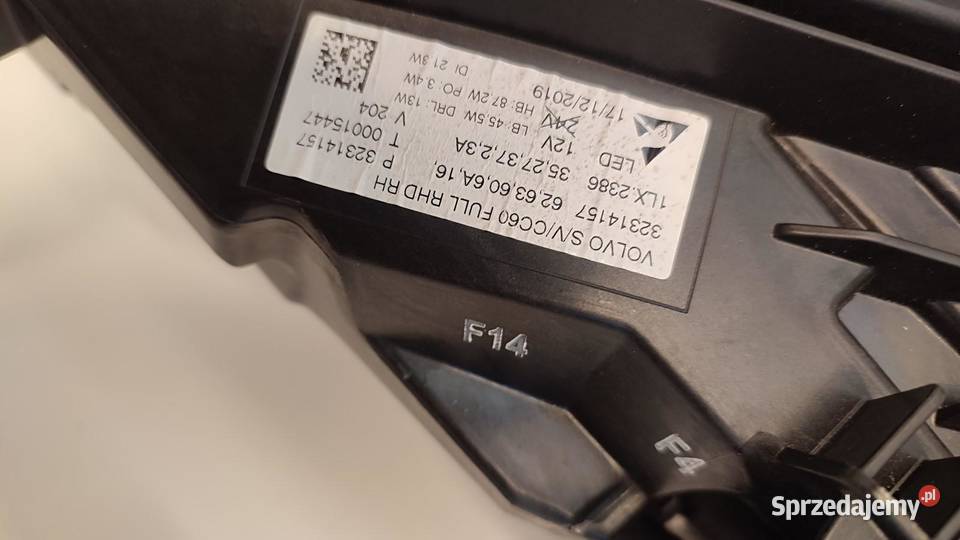 VOLVO S/V/CC60 FULL RHD RH
32314157 62,63,60,6A,16,
1LX.2386 35,27,37,2,3A
LED 12V
24V
LB: 45.5W DRL: 13W
HB: 87.2W PO: 3.4W
DI 21.3W
17/12/2019
P 32314157
T 00015447
V 204
F14
F4
Sprzedajemy.pl